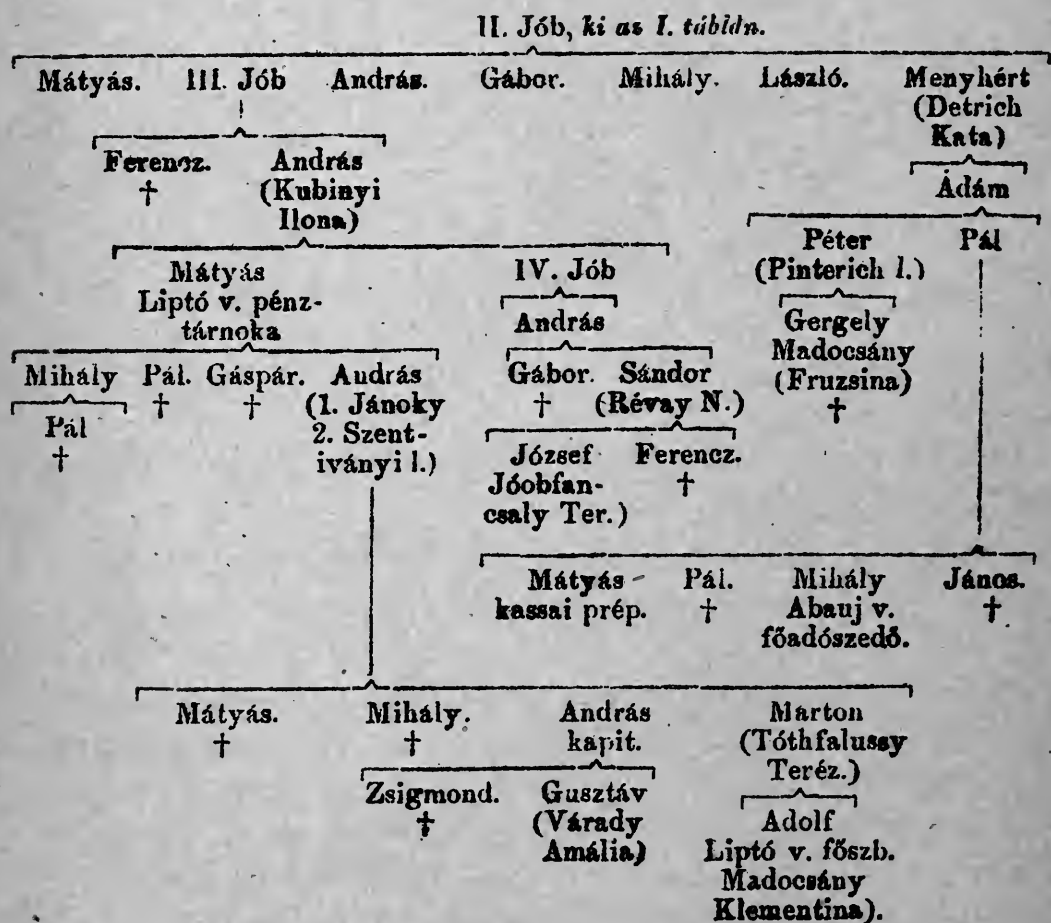 II. Jób, ki as I. tábldn.
Mátyás. III. Jób András. Gábor. Mihály. László. Menyhért
(Detrich
Kata)
Ferencz. András Ádám
† (Kubinyi
Ilona)
Péter Pál
Mátyás IV. Jób (Pinterich l.)
Liptó v. pénz-
tárnoka András Gergely
Madocsány
Mihály Pál. Gáspár. Audrás Gábor. Sándor (Fruzsina)
† † (1. Jánoky † (Révay N.) †
Pál 2. Szent-
† iványi l.) József Ferencz.
Jóobfan- †
csaly Ter.)
Mátyás Pál. Mihály János.
kassai prép. † Abauj v. †
főadószedő.
Mátyás. Mihály. András Marton
† † kapit. (Tóthfalussy
Teréz.)
Zsigmond. Gusztáv Adolf
† (Várady Liptó v. főszb.
Amália) Madocsány
Klementina).